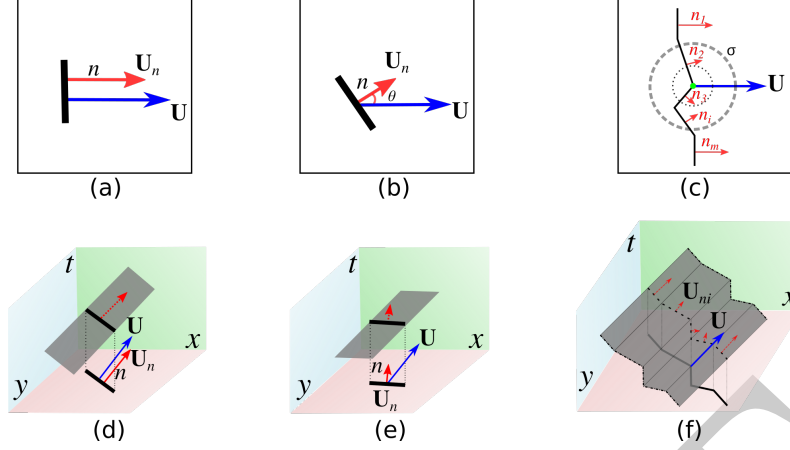 n U_n
U
(a)
n U_n
θ
U
(b)
n_1
n_2 σ
U
n_3
n_i
n_m
(c)
t
x
y
U
U_n
n
(d)
t
x
y
U
n
U_n
(e)
t
x
y
U_ni
U
(f)